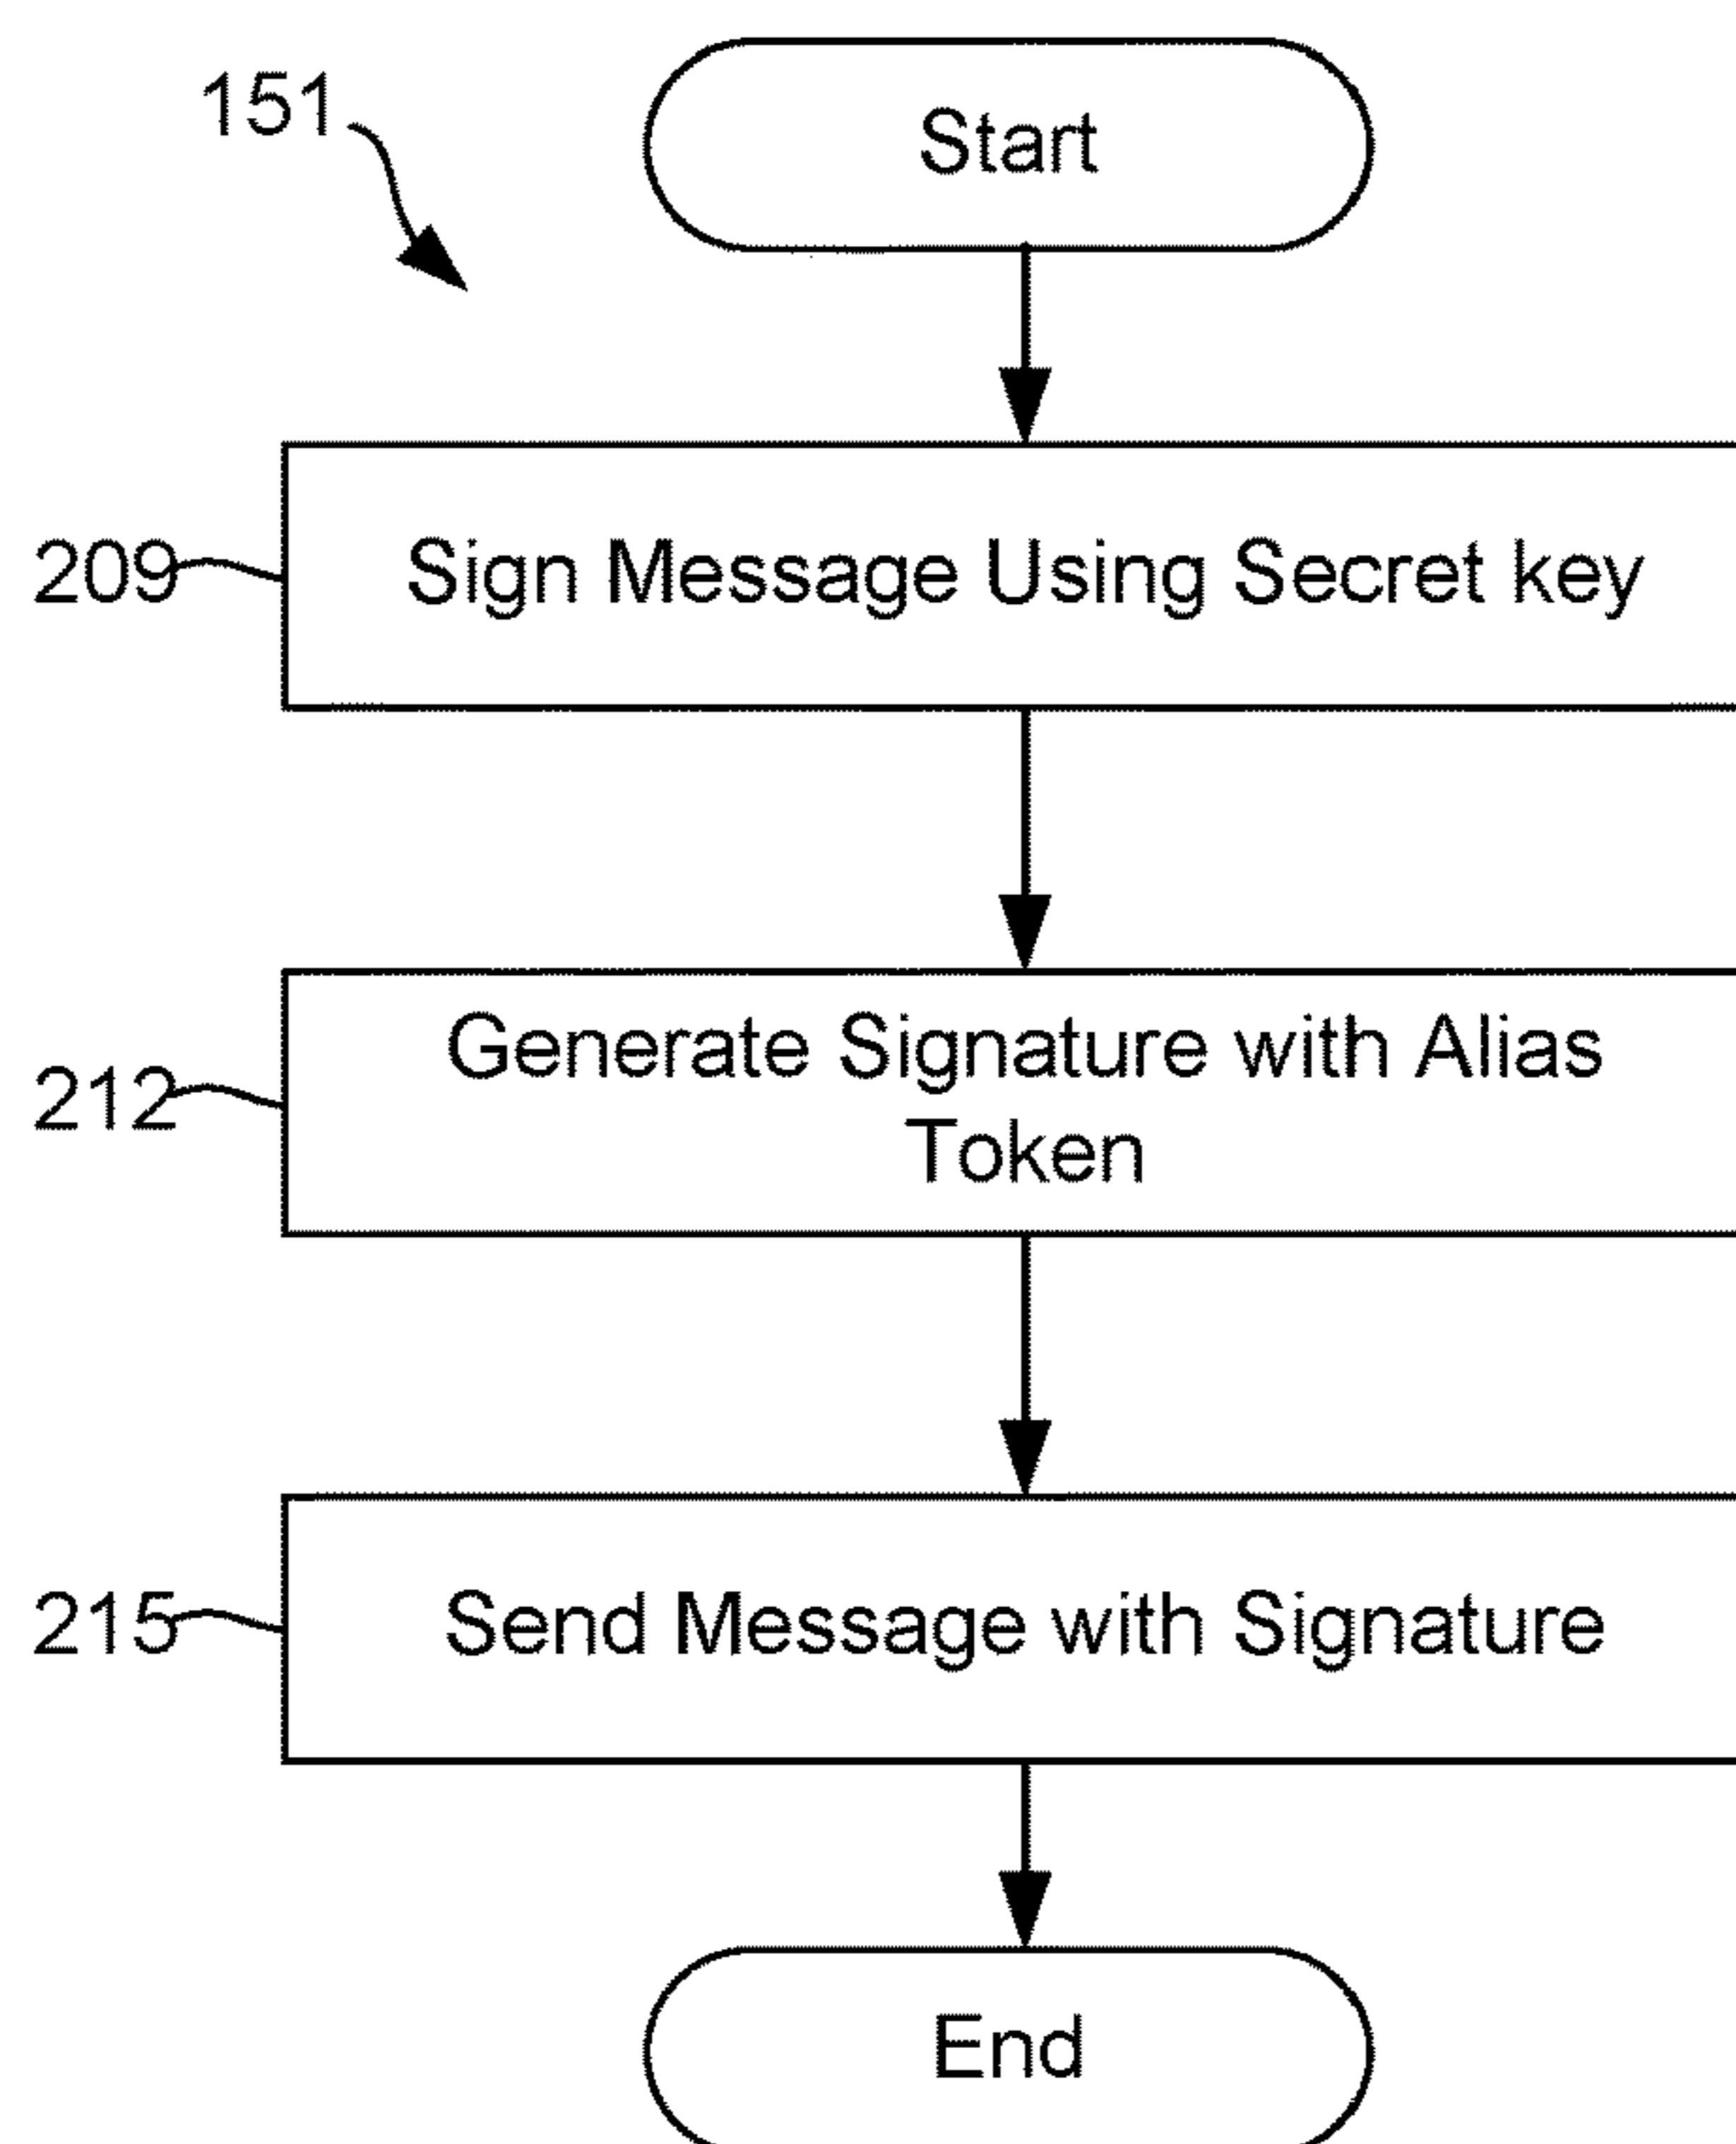 151
Start
209
Sign Message Using Secret key
212
Generate Signature with Alias
Token
215
Send Message with Signature
End